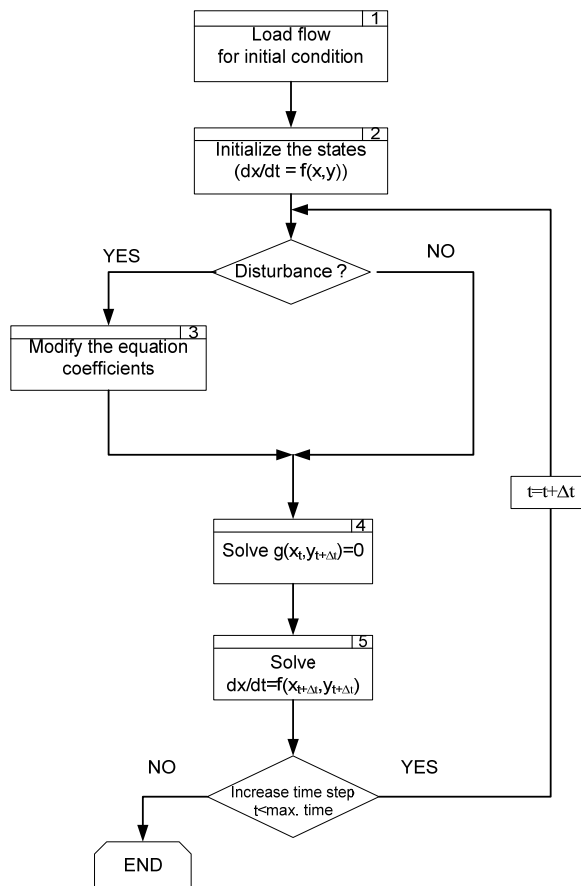 1
Load flow
for initial condition
2
Initialize the states
(dx/dt = f(x,y))
YES
Disturbance ?
NO
3
Modify the equation
coefficients
t=t+Δt
4
Solve g(xₜ,yₜ₊Δₜ)=0
5
Solve
dx/dt=f(xₜ₊Δₜ,yₜ₊Δₜ)
NO
Increase time step
t<max. time
YES
END